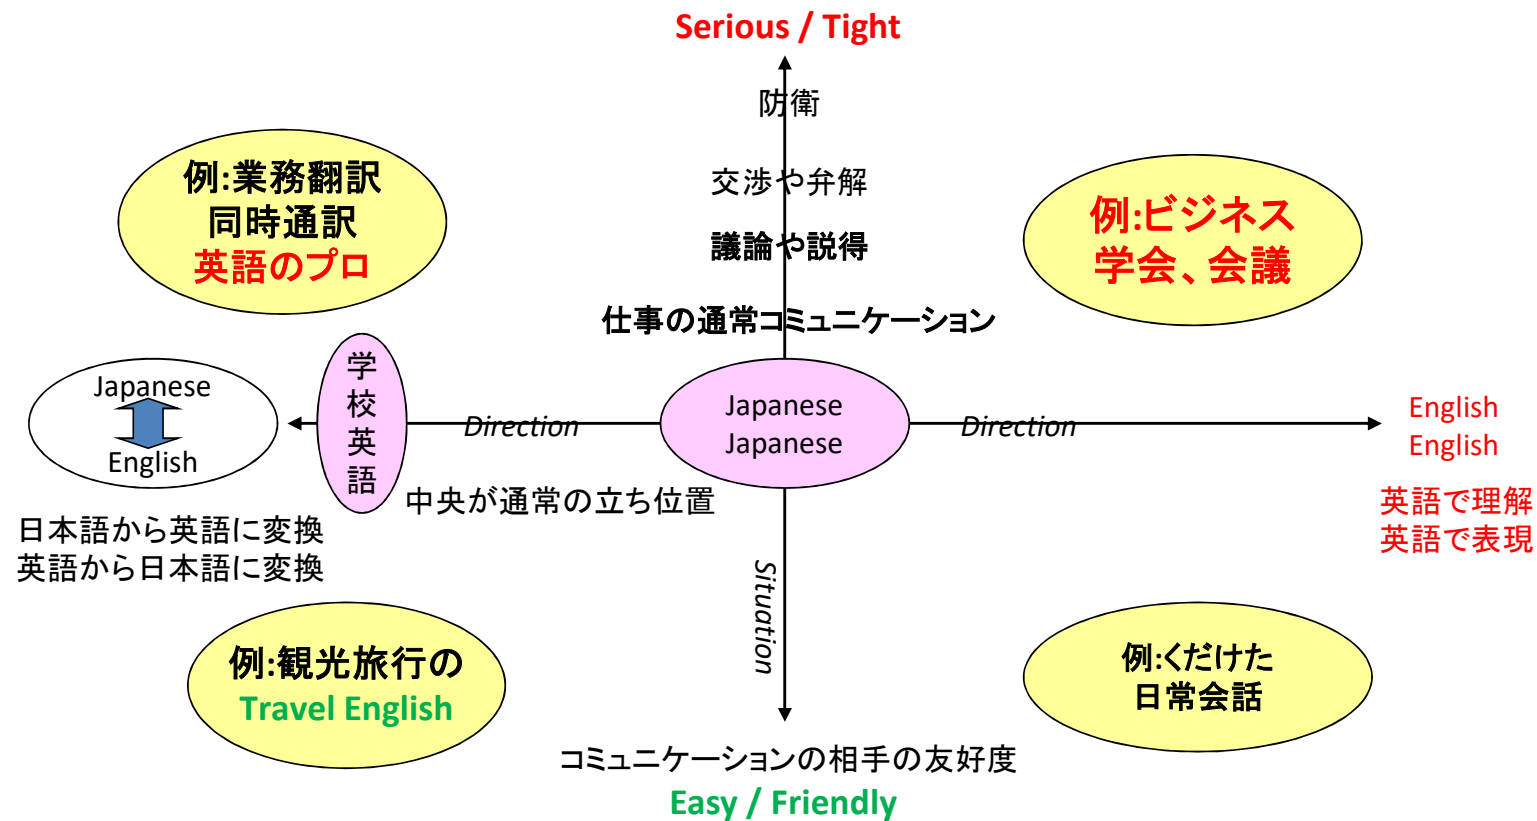 Serious / Tight
防衛
例:業務翻訳
同時通訳
英語のプロ
交渉や弁解
議論や説得
仕事の通常コミュニケーション
例:ビジネス
学会、会議
Japanese
English
学校英語
Direction
Japanese
Japanese
Direction
English
English
英語で理解
英語で表現
中央が通常の立ち位置
日本語から英語に変換
英語から日本語に変換
Situation
例:観光旅行の
Travel English
例:くだけた
日常会話
コミュニケーションの相手の友好度
Easy / Friendly